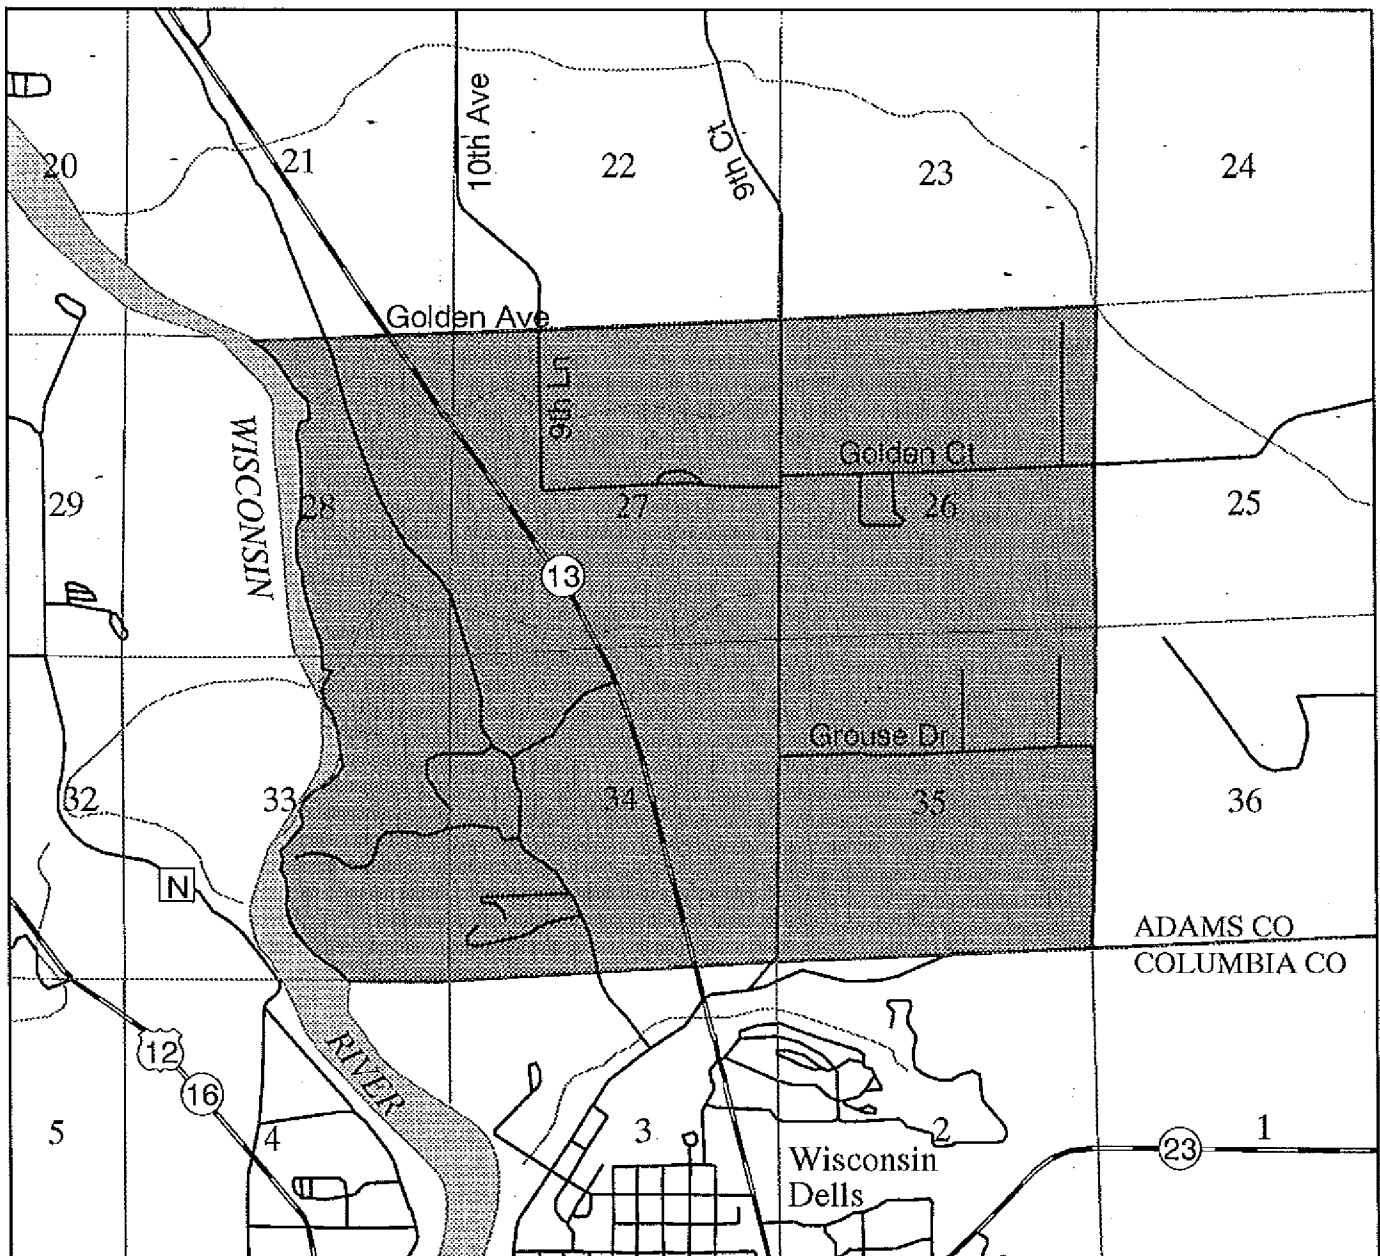 10th Ave
9th Ct
20
21
22
23
24
Golden Ave
9th Ln
WISCONSIN
Golden Ct
29
28
27
26
25
13
Grouse Dr
32
33
34
35
36
N
ADAMS CO
COLUMBIA CO
12
RIVER
16
5
4
3
2
1
Wisconsin
Dells
23